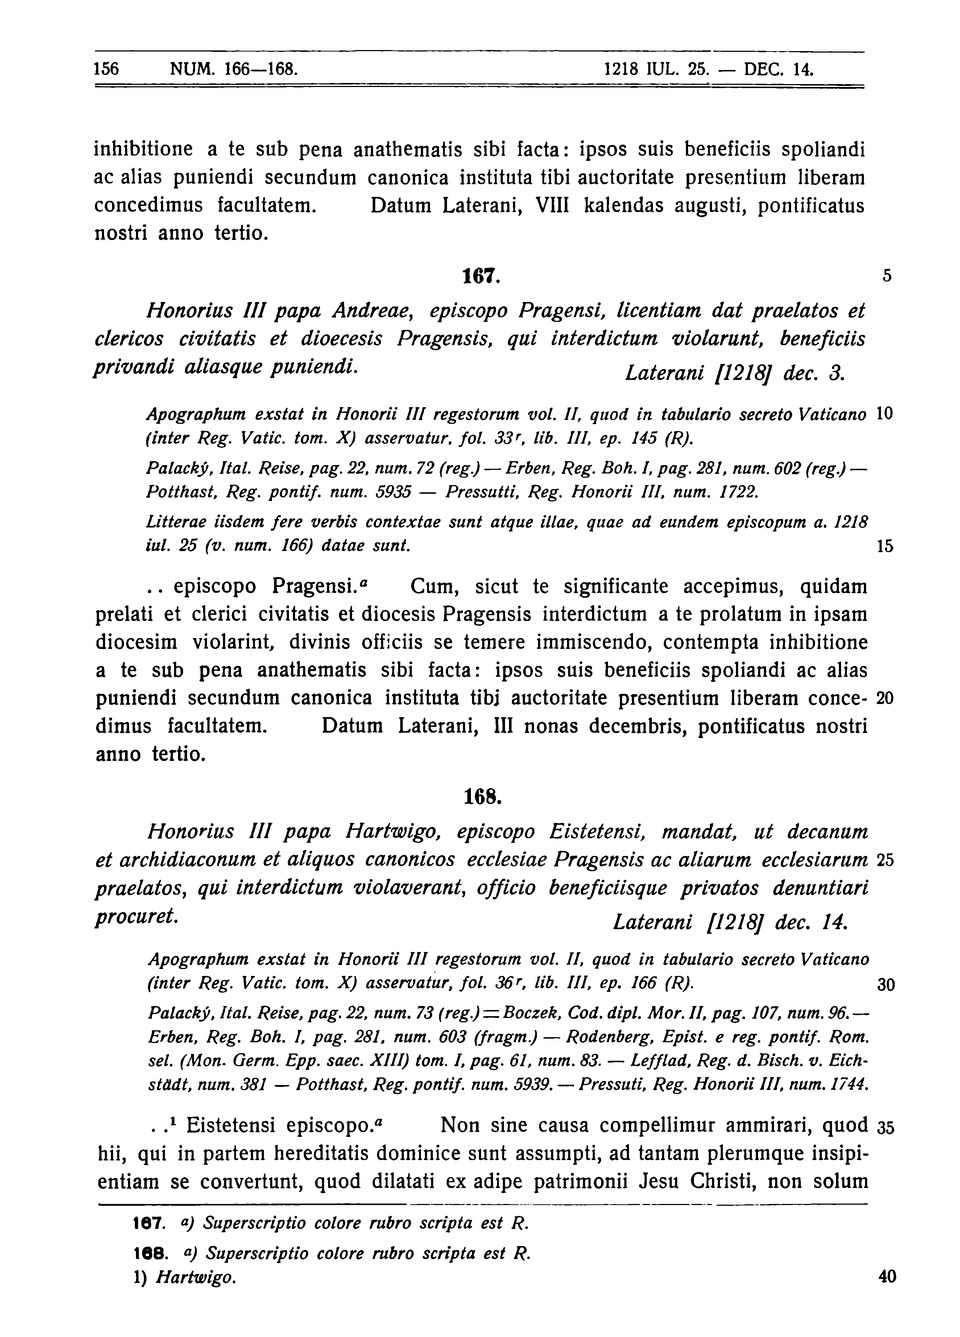 156 NUM. 166—168. 1218 IUL. 25. — DEC. 14.
inhibitione a te sub pena anathematis sibi facta: ipsos suis beneficiis spoliandi
ac alias puniendi secundum canonica instituta tibi auctoritate presentium liberam
concedimus facultatem. Datum Laterani, VIII kalendas augusti, pontificatus
nostri anno tertio.
167. 5
Honorius III papa Andreae, episcopo Pragensi, licentiam dat praelatos et
clericos civitatis et dioecesis Pragensis, qui interdictum violarunt, beneficiis
privandi aliasque puniendi. Laterani [1218] dec. 3.
Apographum exstat in Honorii III regestorum vol. II, quod in tabulario secreto Vaticano 10
(inter Reg. Vatic. tom. X) asservatur, fol. 33ʳ, lib. III, ep. 145 (R).
Palacký, Ital. Reise, pag. 22, num. 72 (reg.) — Erben, Reg. Boh. I, pag. 281, num. 602 (reg.) —
Potthast, Reg. pontif. num. 5935 — Pressutti, Reg. Honorii III, num. 1722.
Litterae iisdem fere verbis contextae sunt atque illae, quae ad eundem episcopum a. 1218
iul. 25 (v. num. 166) datae sunt. 15
. . episcopo Pragensi.ᵃ Cum, sicut te significante accepimus, quidam
prelati et clerici civitatis et diocesis Pragensis interdictum a te prolatum in ipsam
diocesim violarint, divinis officiis se temere immiscendo, contempta inhibitione
a te sub pena anathematis sibi facta: ipsos suis beneficiis spoliandi ac alias
puniendi secundum canonica instituta tibi auctoritate presentium liberam conce- 20
dimus facultatem. Datum Laterani, III nonas decembris, pontificatus nostri
anno tertio.
168.
Honorius III papa Hartwigo, episcopo Eistetensi, mandat, ut decanum
et archidiaconum et aliquos canonicos ecclesiae Pragensis ac aliarum ecclesiarum 25
praelatos, qui interdictum violaverant, officio beneficiisque privatos denuntiari
procuret. Laterani [1218] dec. 14.
Apographum exstat in Honorii III regestorum vol. II, quod in tabulario secreto Vaticano
(inter Reg. Vatic. tom. X) asservatur, fol. 36ʳ, lib. III, ep. 166 (R). 30
Palacký, Ital. Reise, pag. 22, num. 73 (reg.) = Boczek, Cod. dipl. Mor. II, pag. 107, num. 96. —
Erben, Reg. Boh. I, pag. 281, num. 603 (fragm.) — Rodenberg, Epist. e reg. pontif. Rom.
sel. (Mon. Germ. Epp. saec. XIII) tom. I, pag. 61, num. 83. — Lefflad, Reg. d. Bisch. v. Eich-
städt, num. 381 — Potthast, Reg. pontif. num. 5939. — Pressuti, Reg. Honorii III, num. 1744.
. .¹ Eistetensi episcopo.ᵃ Non sine causa compellimur ammirari, quod 35
hii, qui in partem hereditatis dominice sunt assumpti, ad tantam plerumque insipi-
entiam se convertunt, quod dilatati ex adipe patrimonii Jesu Christi, non solum
167. a) Superscriptio colore rubro scripta est R.
168. a) Superscriptio colore rubro scripta est R.
1) Hartwigo. 40